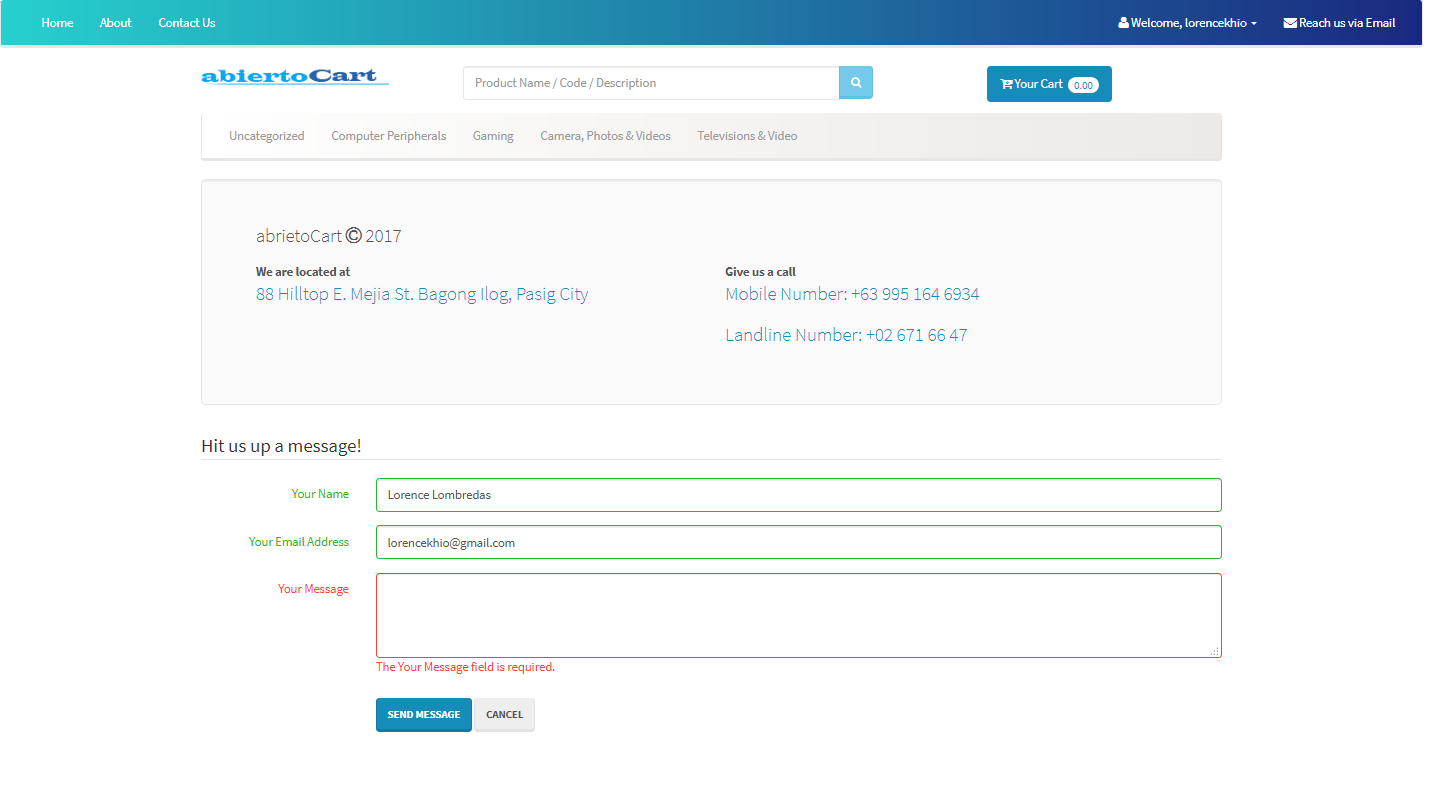 Home About Contact Us Welcome, lorencekhio Reach us via Email
abiertoCart Product Name / Code / Description Your Cart 0.00
Uncategorized Computer Peripherals Gaming Camera, Photos & Videos Televisions & Video
abrietoCart © 2017
We are located at Give us a call
88 Hilltop E. Mejia St. Bagong Ilog, Pasig City Mobile Number: +63 995 164 6934
Landline Number: +02 671 66 47
Hit us up a message!
Your Name Lorence Lombredas
Your Email Address lorencekhio@gmail.com
Your Message
The Your Message field is required.
SEND MESSAGE CANCEL